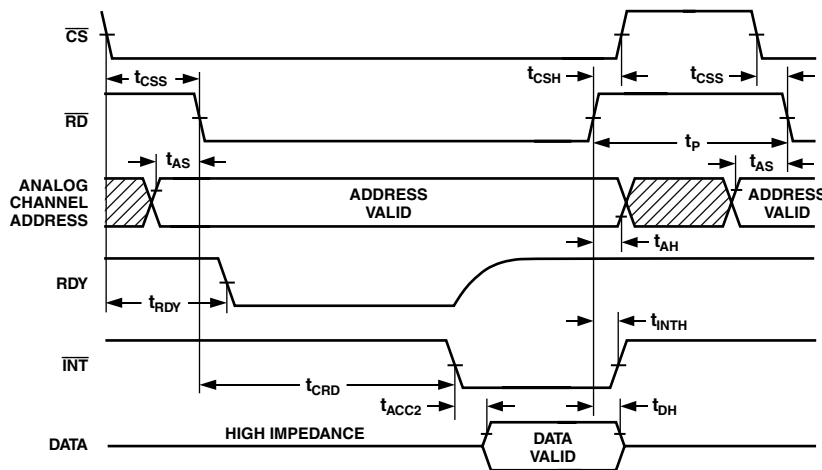 CS
tCSS
tCSH
tCSS
RD
tAS
tP
tAS
ANALOG
CHANNEL
ADDRESS
ADDRESS
VALID
ADDRESS
VALID
tAH
RDY
tRDY
tINTH
INT
tCRD
tACC2
tDH
DATA
HIGH IMPEDANCE
DATA
VALID